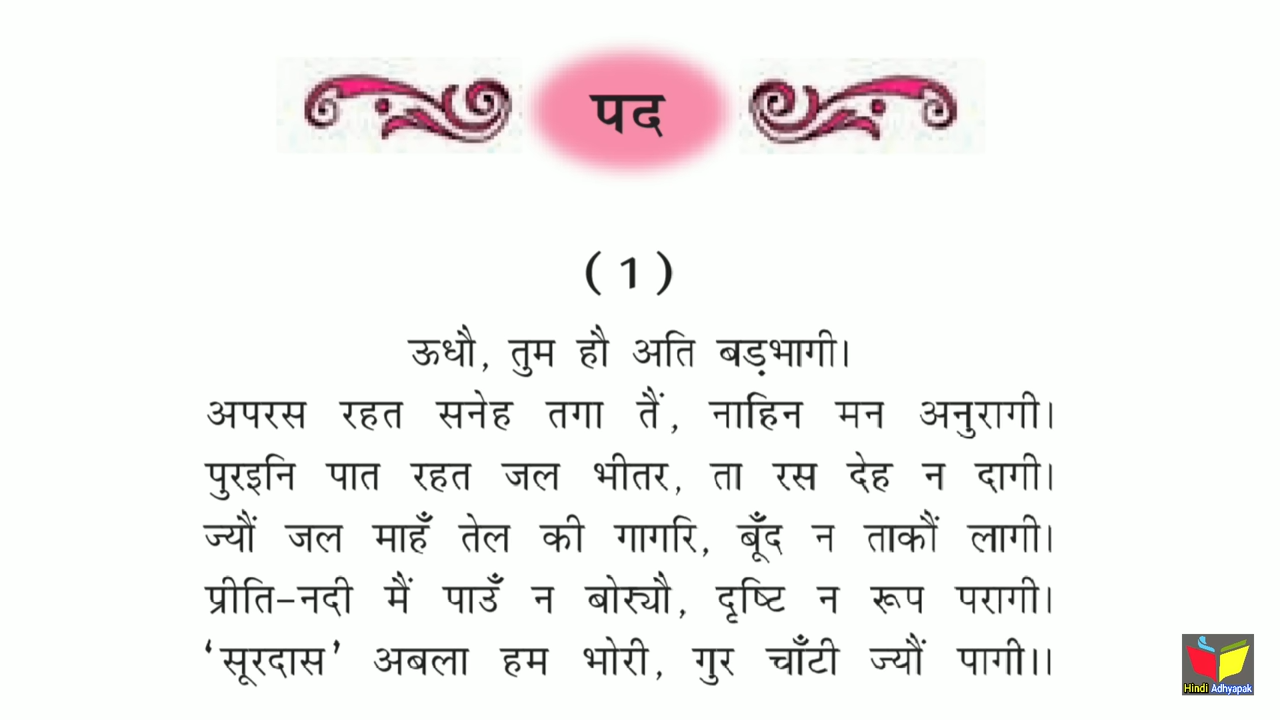 पद
( 1 )
ऊधौ, तुम हौ अति बड़भागी।
अपरस रहत सनेह तगा तैं, नाहिन मन अनुरागी।
पुरइनि पात रहत जल भीतर, ता रस देह न दागी।
ज्यौं जल माहँ तेल की गागरि, बूँद न ताकौं लागी।
प्रीति-नदी मैं पाउँ न बोर्‍यौ, दृष्टि न रूप परागी।
‘सूरदास’ अबला हम भोरी, गुर चाँटी ज्यौं पागी।।
Hindi Adhyapak